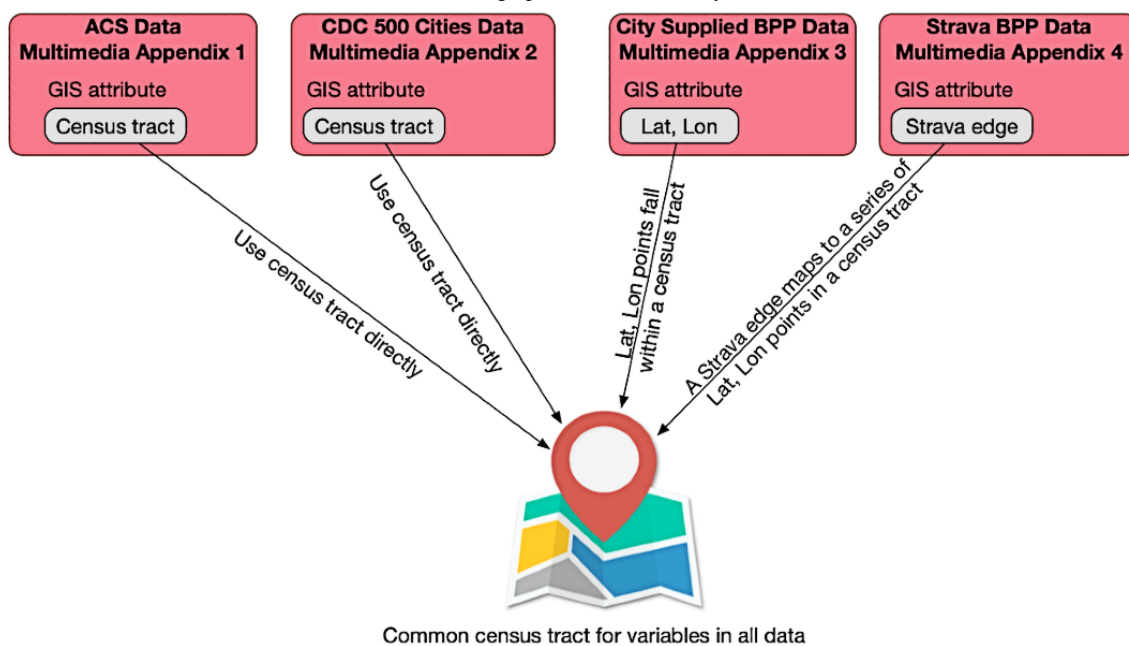 ACS Data
Multimedia Appendix 1
GIS attribute
Census tract
CDC 500 Cities Data
Multimedia Appendix 2
GIS attribute
Census tract
City Supplied BPP Data
Multimedia Appendix 3
GIS attribute
Lat, Lon
Strava BPP Data
Multimedia Appendix 4
GIS attribute
Strava edge
Use census tract directly
Use census tract directly
Lat, Lon points fall
within a census tract
A Strava edge maps to a series of
Lat, Lon points in a census tract
Common census tract for variables in all data